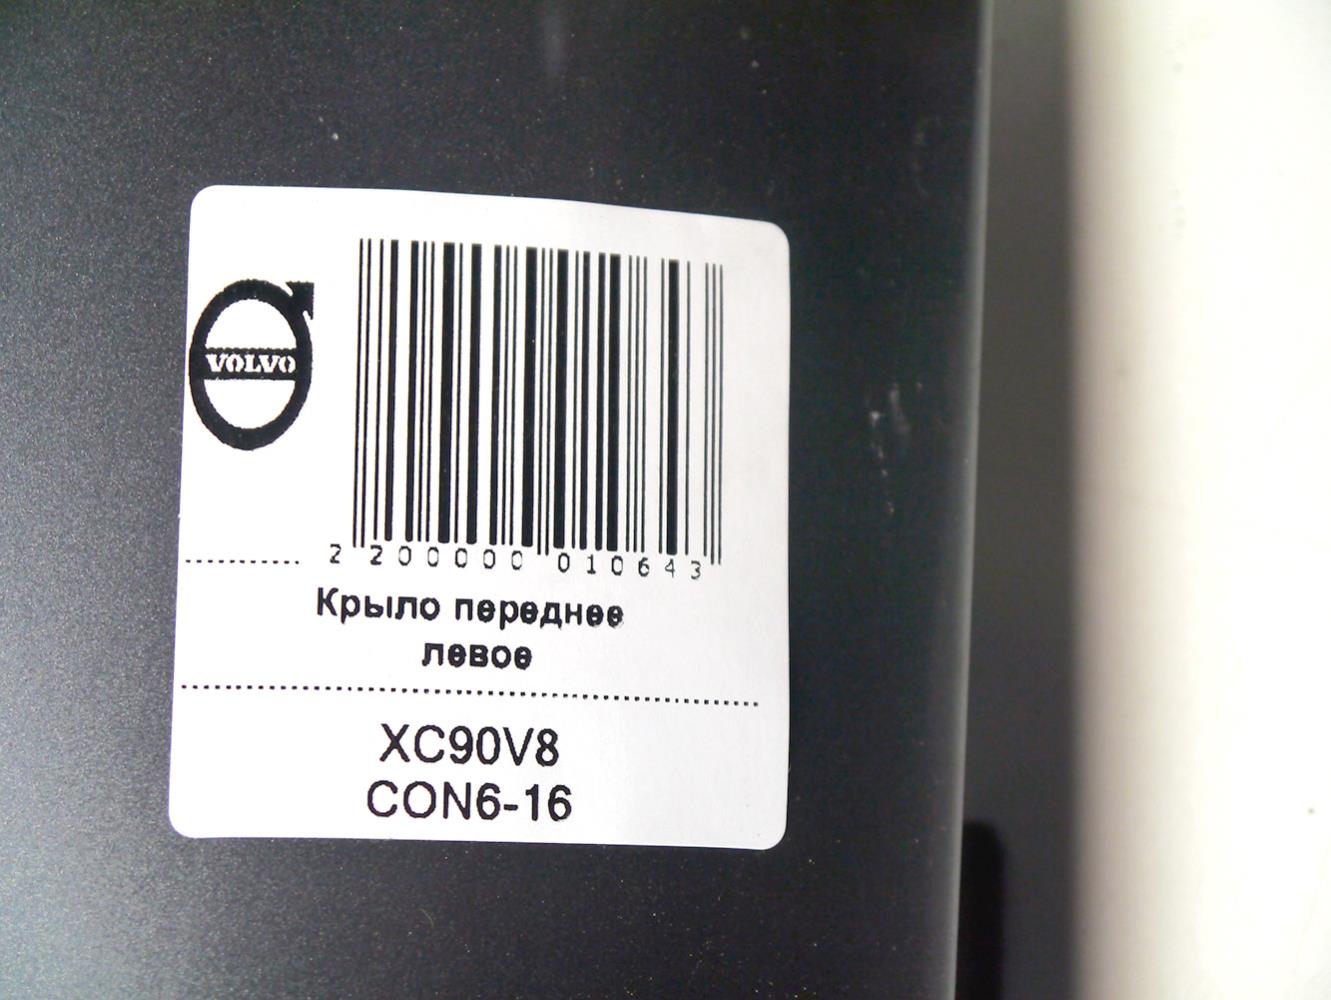 VOLVO
2 200000 010643
Крыло переднее
левое
XC90V8
CON6-16